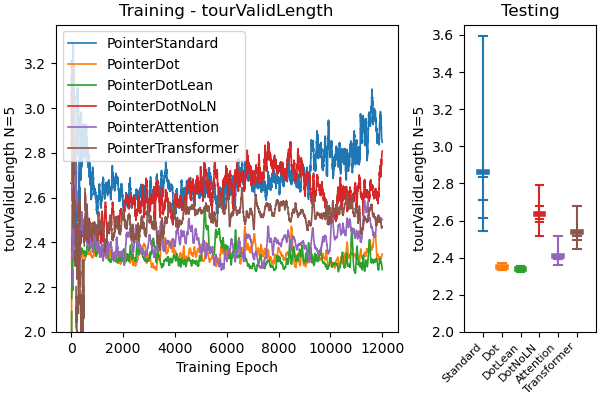 Training - tourValidLength
tourValidLength N=5
3.2
3.0
2.8
2.6
2.4
2.2
2.0
PointerStandard
PointerDot
PointerDotLean
PointerDotNoLN
PointerAttention
PointerTransformer
0 2000 4000 6000 8000 10000 12000
Training Epoch
Testing
tourValidLength N=5
3.6
3.4
3.2
3.0
2.8
2.6
2.4
2.2
2.0
Standard
Dot
DotLean
DotNoLN
Attention
Transformer